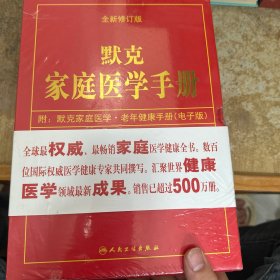 全新修订版
默克
家庭医学手册
附：默克家庭医学·老年健康手册（电子版）
全球最权威、最畅销家庭医学健康全书。数百
位国际权威医学健康专家共同撰写，汇聚世界健康
医学领域最新成果。销售已超过500万册。
人民卫生出版社